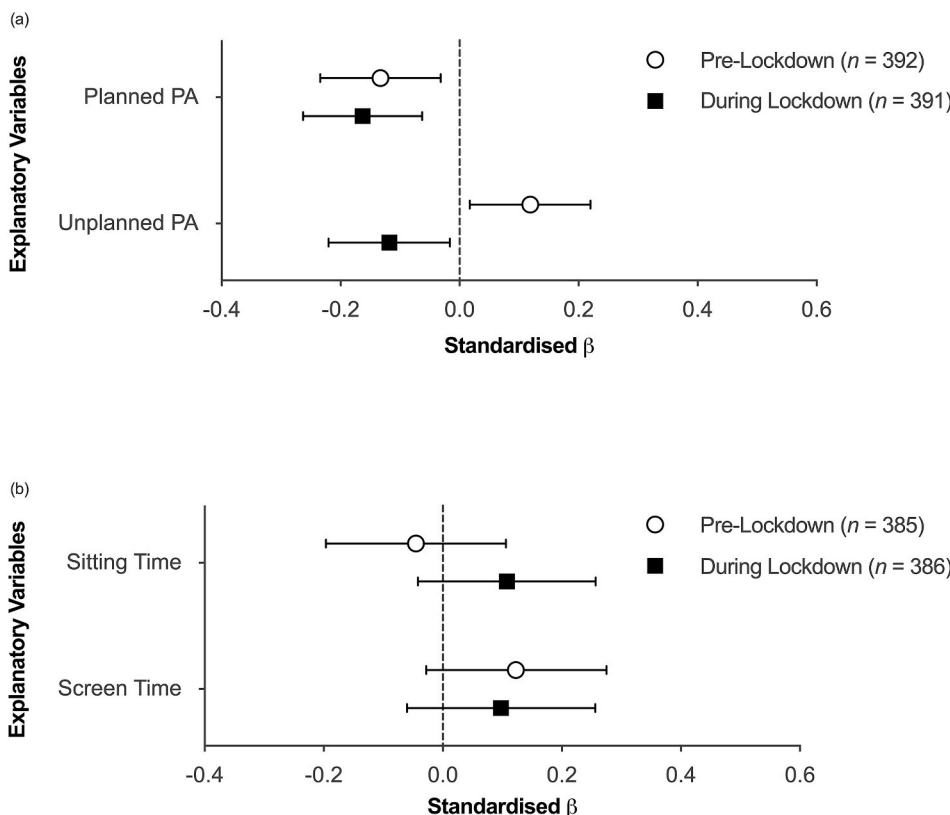 (a)
Explanatory Variables
Planned PA
Unplanned PA
Pre-Lockdown (n = 392)
During Lockdown (n = 391)
-0.4 -0.2 0.0 0.2 0.4 0.6
Standardised β
(b)
Explanatory Variables
Sitting Time
Screen Time
Pre-Lockdown (n = 385)
During Lockdown (n = 386)
-0.4 -0.2 0.0 0.2 0.4 0.6
Standardised β